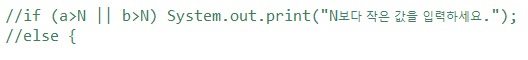 //if (a>N || b>N) System.out.print("N보다 작은 값을 입력하세요.");
//else {